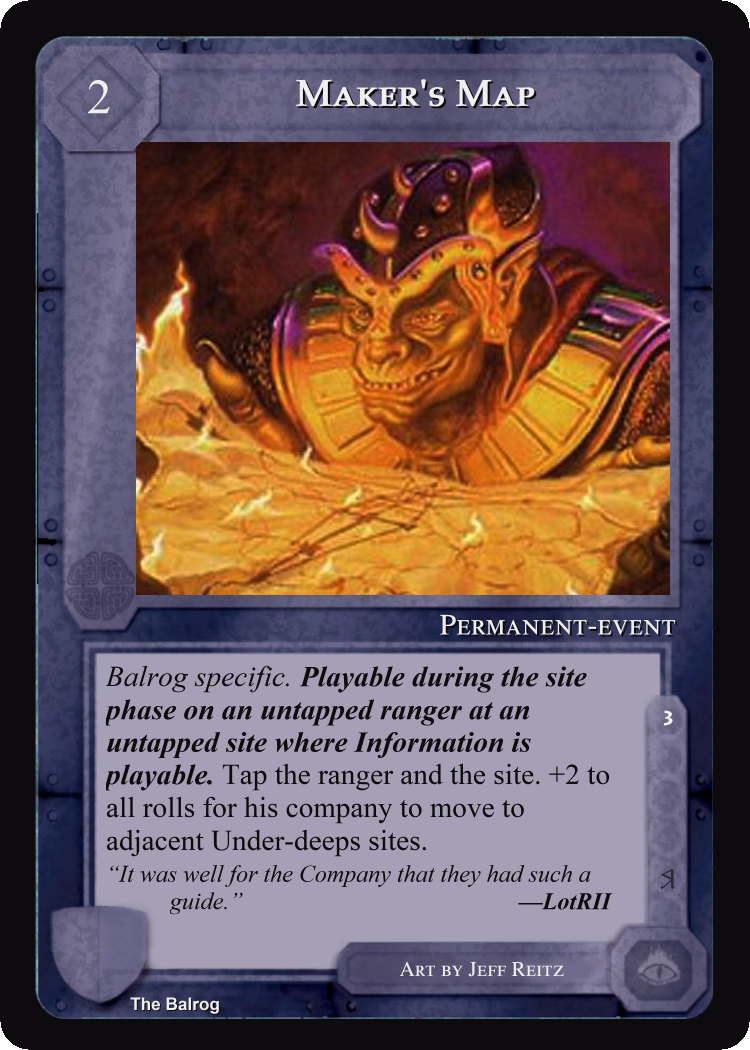 2
MAKER'S MAP
PERMANENT-EVENT
Balrog specific. Playable during the site
phase on an untapped ranger at an
untapped site where Information is
playable. Tap the ranger and the site. +2 to
all rolls for his company to move to
adjacent Under-deeps sites.
“It was well for the Company that they had such a
guide.” —LotRII
3
ART BY JEFF REITZ
The Balrog